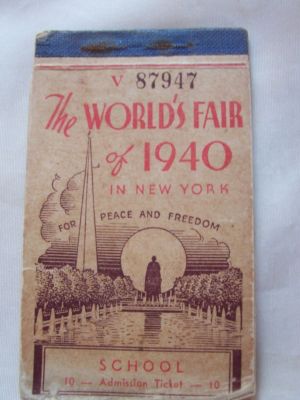 V 87947
The WORLD'S FAIR
of 1940
IN NEW YORK
FOR PEACE AND FREEDOM
SCHOOL
10 — Admission Ticket — 10